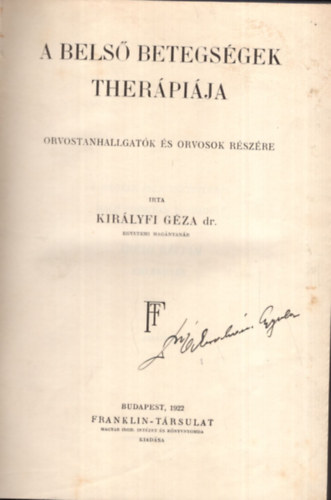 A BELSŐ BETEGSÉGEK
THERÁPIÁJA
ORVOSTANHALLGATÓK ÉS ORVOSOK RÉSZÉRE
IRTA
KIRÁLYFI GÉZA dr.
EGYETEMI MAGÁNTANÁR
FT
BUDAPEST, 1922
FRANKLIN-TÁRSULAT
MAGYAR IROD. INTÉZET ÉS KÖNYVNYOMDA
KIADÁSA